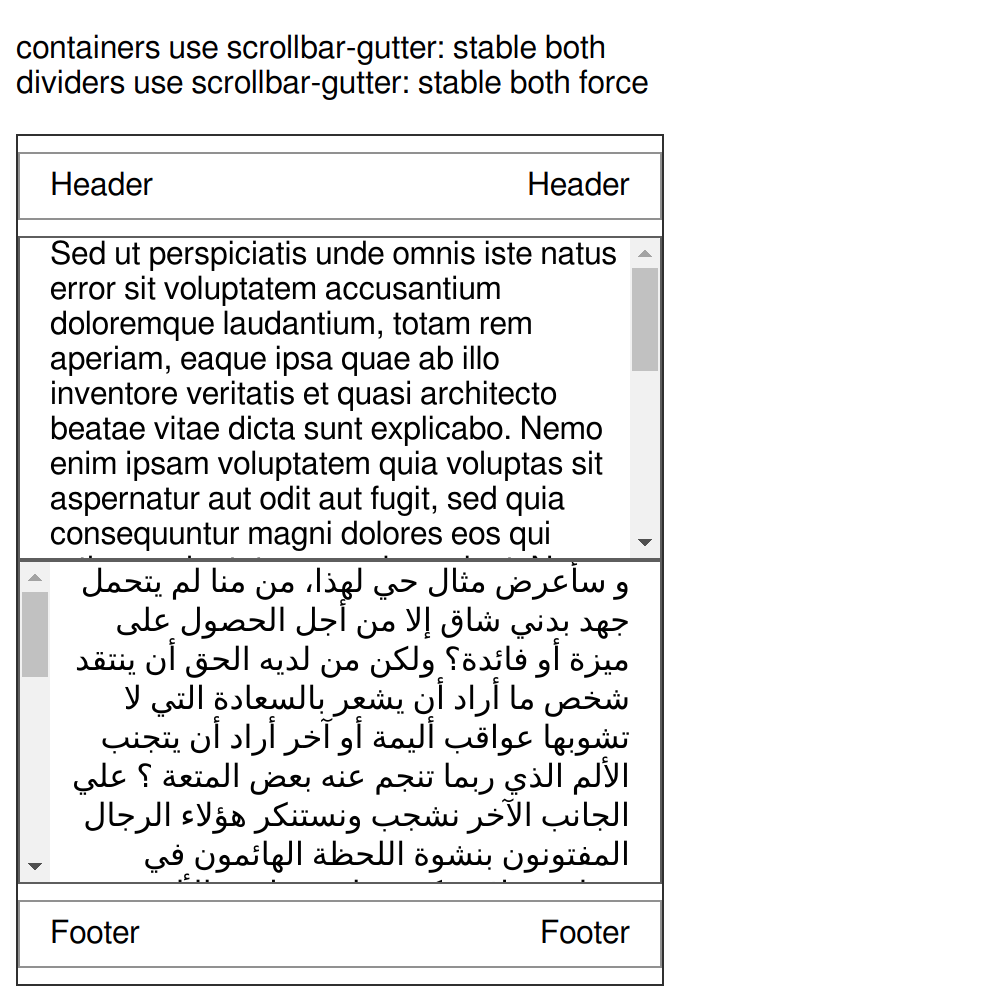 containers use scrollbar-gutter: stable both
dividers use scrollbar-gutter: stable both force
Header Header
Sed ut perspiciatis unde omnis iste natus
error sit voluptatem accusantium
doloremque laudantium, totam rem
aperiam, eaque ipsa quae ab illo
inventore veritatis et quasi architecto
beatae vitae dicta sunt explicabo. Nemo
enim ipsam voluptatem quia voluptas sit
aspernatur aut odit aut fugit, sed quia
consequuntur magni dolores eos qui
و سأعرض مثال حي لهذا، من منا لم يتحمل
جهد بدني شاق إلا من أجل الحصول على
ميزة أو فائدة؟ ولكن من لديه الحق أن ينتقد
شخص ما أراد أن يشعر بالسعادة التي لا
تشوبها عواقب أليمة أو آخر أراد أن يتجنب
الألم الذي ربما تنجم عنه بعض المتعة ؟ علي
الجانب الآخر نشجب ونستنكر هؤلاء الرجال
المفتونون بنشوة اللحظة الهائمون في
Footer Footer